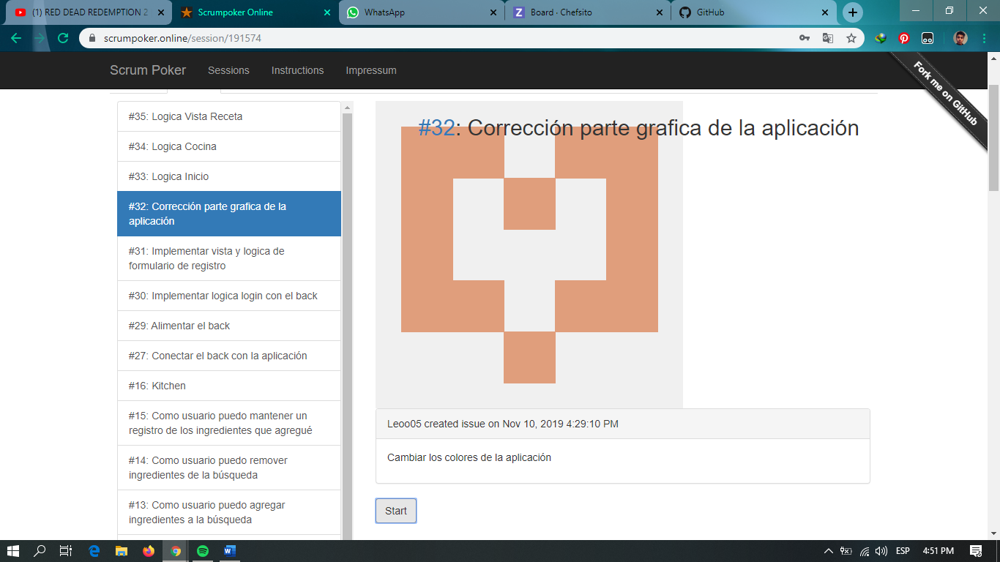 (1) RED DEAD REDEMPTION 2
Scrumpoker Online
WhatsApp
Board · Chefsito
GitHub
scrumpoker.online/session/191574
Scrum Poker
Sessions
Instructions
Impressum
Fork me on GitHub
#35: Logica Vista Receta
#34: Logica Cocina
#33: Logica Inicio
#32: Corrección parte grafica de la
aplicación
#31: Implementar vista y logica de
formulario de registro
#30: Implementar logica login con el back
#29: Alimentar el back
#27: Conectar el back con la aplicación
#16: Kitchen
#15: Como usuario puedo mantener un
registro de los ingredientes que agregué
#14: Como usuario puedo remover
ingredientes de la búsqueda
#13: Como usuario puedo agregar
ingredientes a la búsqueda
#32: Corrección parte grafica de la aplicación
Leoo05 created issue on Nov 10, 2019 4:29:10 PM
Cambiar los colores de la aplicación
Start
ESP
4:51 PM